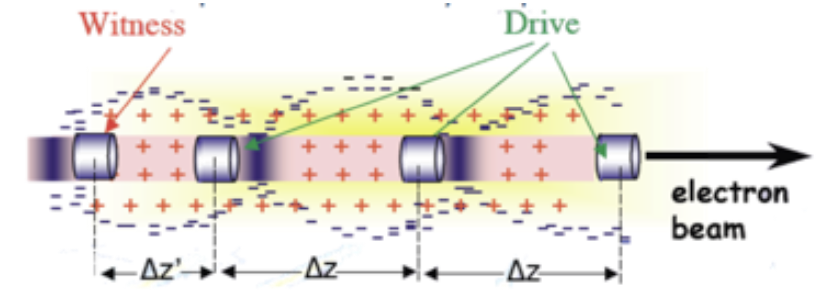 Witness Drive
electron
beam
Δz' Δz Δz